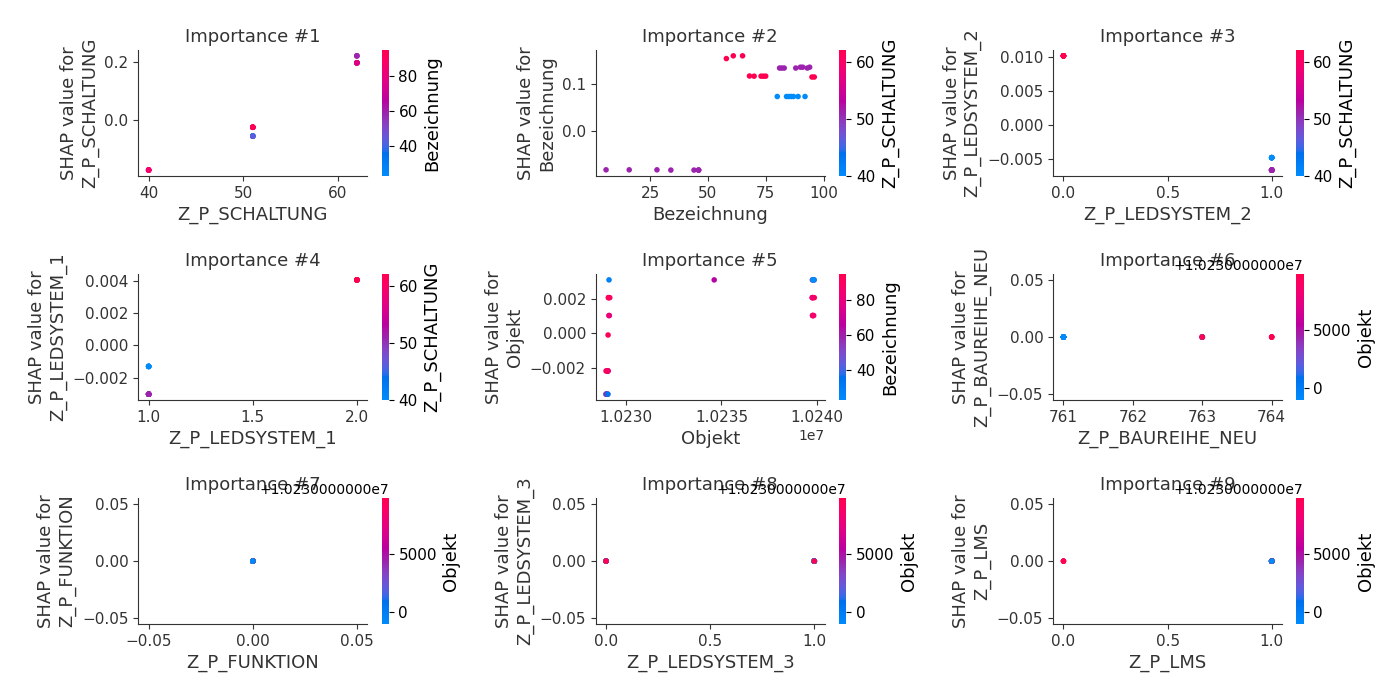 Importance #1
SHAP value for
Z_P_SCHALTUNG
0.2
0.0
40
50
60
Z_P_SCHALTUNG
80
60
40
Bezeichnung
Importance #2
SHAP value for
Bezeichnung
0.1
0.0
25
50
75
100
Bezeichnung
60
50
40
Z_P_SCHALTUNG
Importance #3
SHAP value for
Z_P_LEDSYSTEM_2
0.010
0.005
0.000
−0.005
0.0
0.5
1.0
Z_P_LEDSYSTEM_2
60
50
40
Z_P_SCHALTUNG
Importance #4
SHAP value for
Z_P_LEDSYSTEM_1
0.004
0.002
0.000
−0.002
1.0
1.5
2.0
Z_P_LEDSYSTEM_1
60
50
40
Z_P_SCHALTUNG
Importance #5
SHAP value for
Objekt
0.002
0.000
−0.002
1.0230
1.0235
1.0240
1e7
Objekt
80
60
40
Bezeichnung
Importance #6
+1.0230000000e7
SHAP value for
Z_P_BAUREIHE_NEU
0.05
0.00
−0.05
761
762
763
764
Z_P_BAUREIHE_NEU
5000
0
Objekt
Importance #7
+1.0230000000e7
SHAP value for
Z_P_FUNKTION
0.05
0.00
−0.05
−0.05
0.00
0.05
Z_P_FUNKTION
5000
0
Objekt
Importance #8
+1.0230000000e7
SHAP value for
Z_P_LEDSYSTEM_3
0.05
0.00
−0.05
0.0
0.5
1.0
Z_P_LEDSYSTEM_3
5000
0
Objekt
Importance #9
+1.0230000000e7
SHAP value for
Z_P_LMS
0.05
0.00
−0.05
0.0
0.5
1.0
Z_P_LMS
5000
0
Objekt